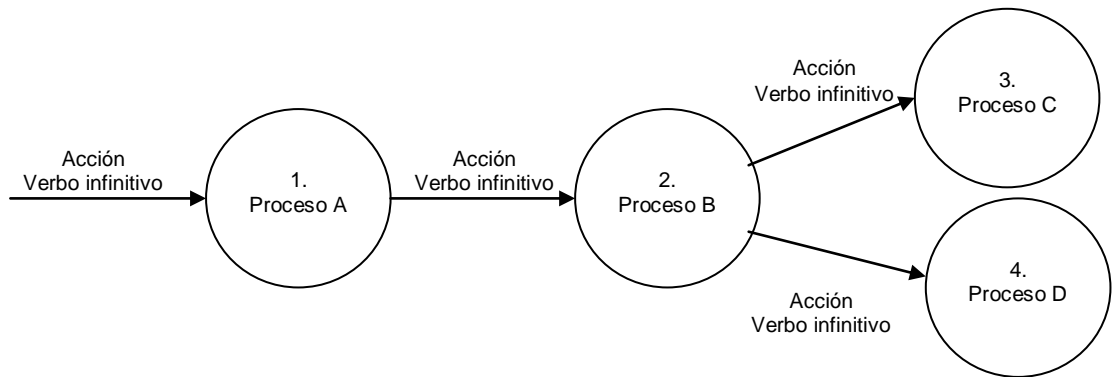 Acción
Verbo infinitivo
1.
Proceso A
Acción
Verbo infinitivo
2.
Proceso B
Acción
Verbo infinitivo
3.
Proceso C
Acción
Verbo infinitivo
4.
Proceso D